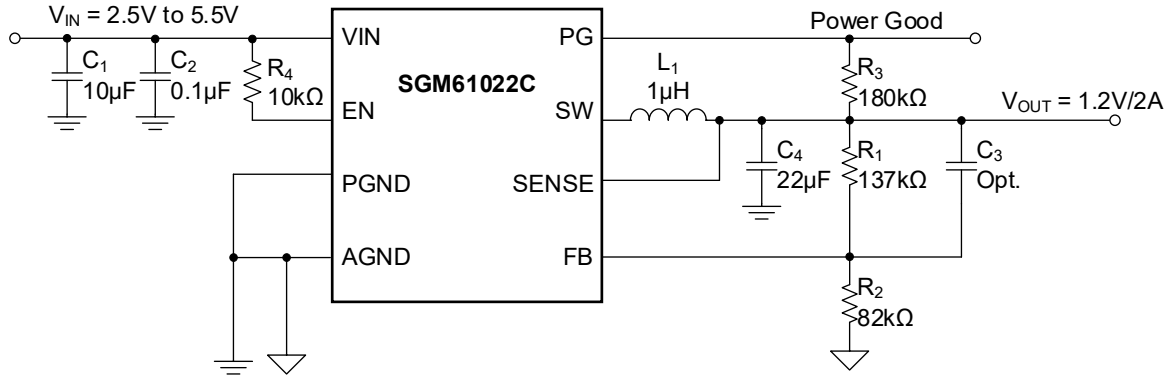 VIN = 2.5V to 5.5V
C1
10μF
C2
0.1μF
R4
10kΩ
VIN
EN
PGND
AGND
SGM61022C
PG
SW
SENSE
FB
L1
1μH
Power Good
R3
180kΩ
VOUT = 1.2V/2A
C4
22μF
R1
137kΩ
C3
Opt.
R2
82kΩ